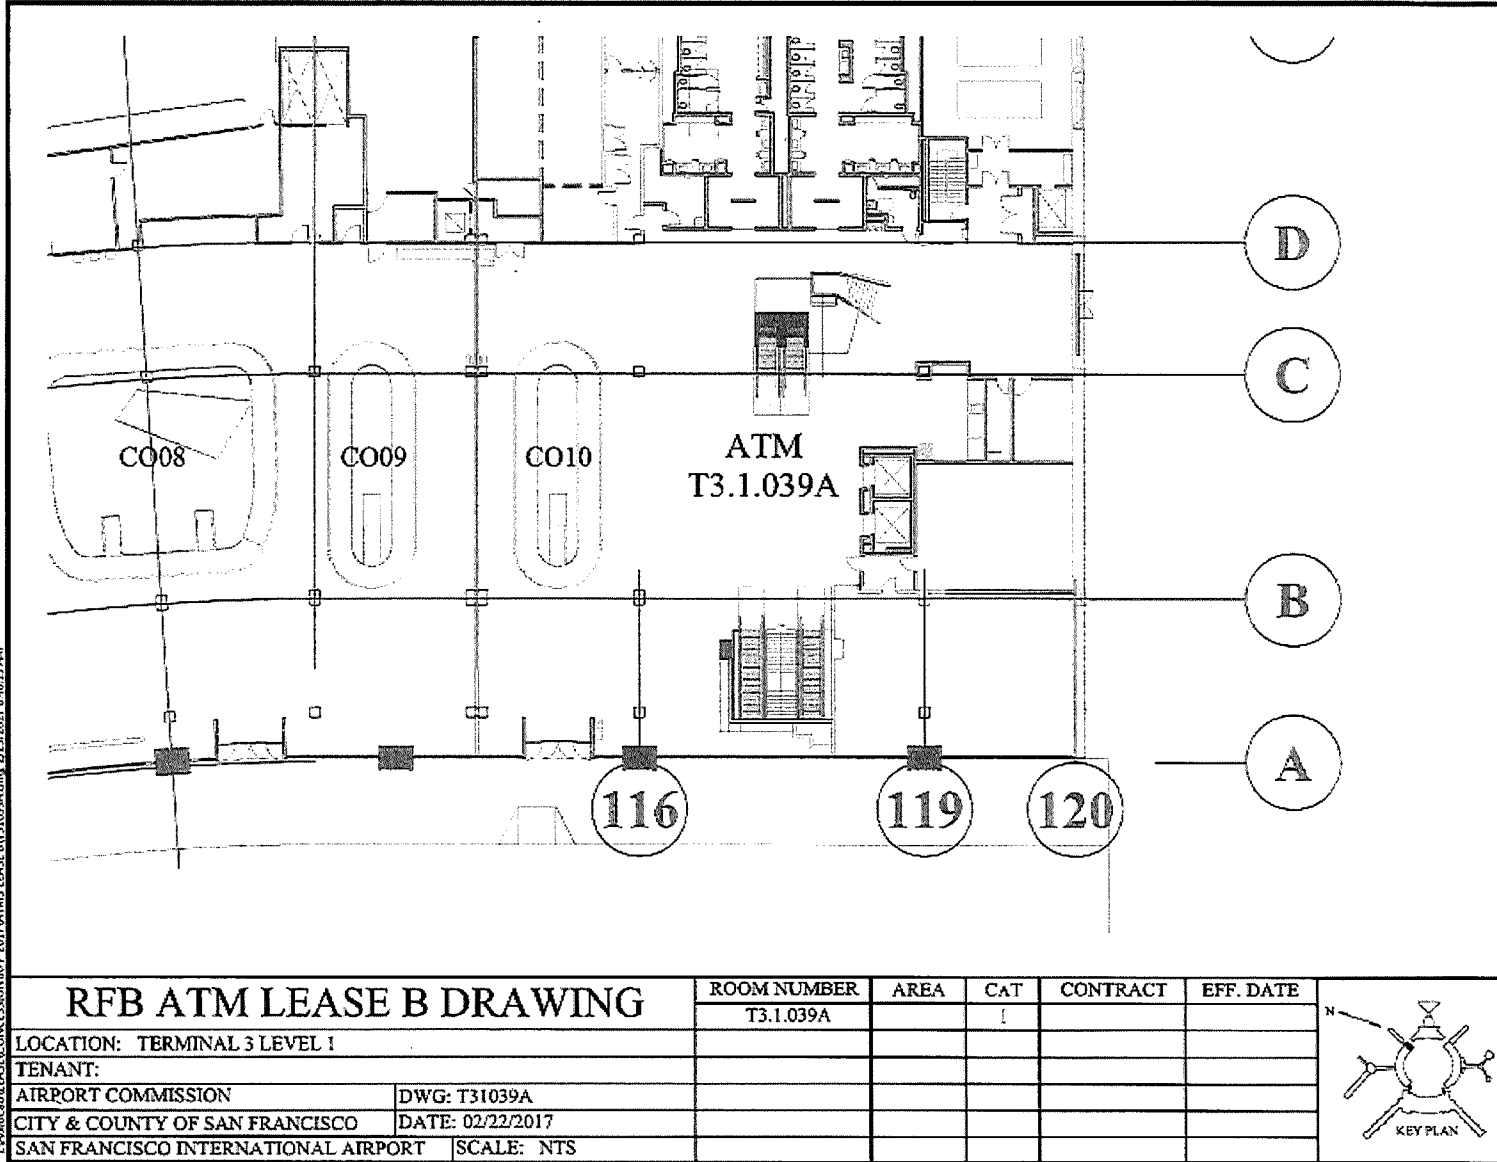 D
C
CO08
CO09
CO10
ATM
T3.1.039A
B
A
116
119
120
RFB ATM LEASE B DRAWING
LOCATION: TERMINAL 3 LEVEL 1
TENANT:
AIRPORT COMMISSION DWG: T31039A
CITY & COUNTY OF SAN FRANCISCO DATE: 02/22/2017
SAN FRANCISCO INTERNATIONAL AIRPORT SCALE: NTS
ROOM NUMBER AREA CAT CONTRACT EFF. DATE
T3.1.039A 1
N
KEY PLAN